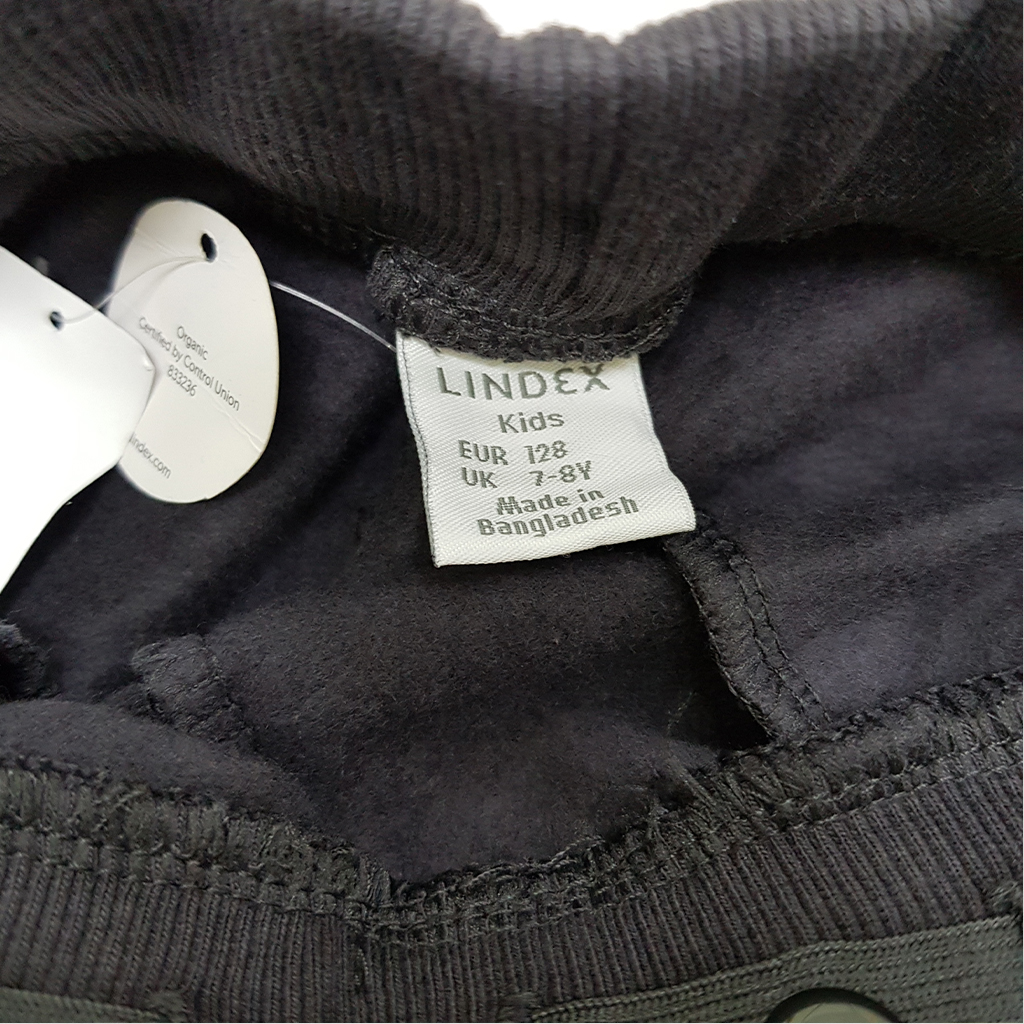 Organic
Certified by Control Union
833236
lindex.com
LINDEX
Kids
EUR 128
UK 7-8Y
Made in
Bangladesh